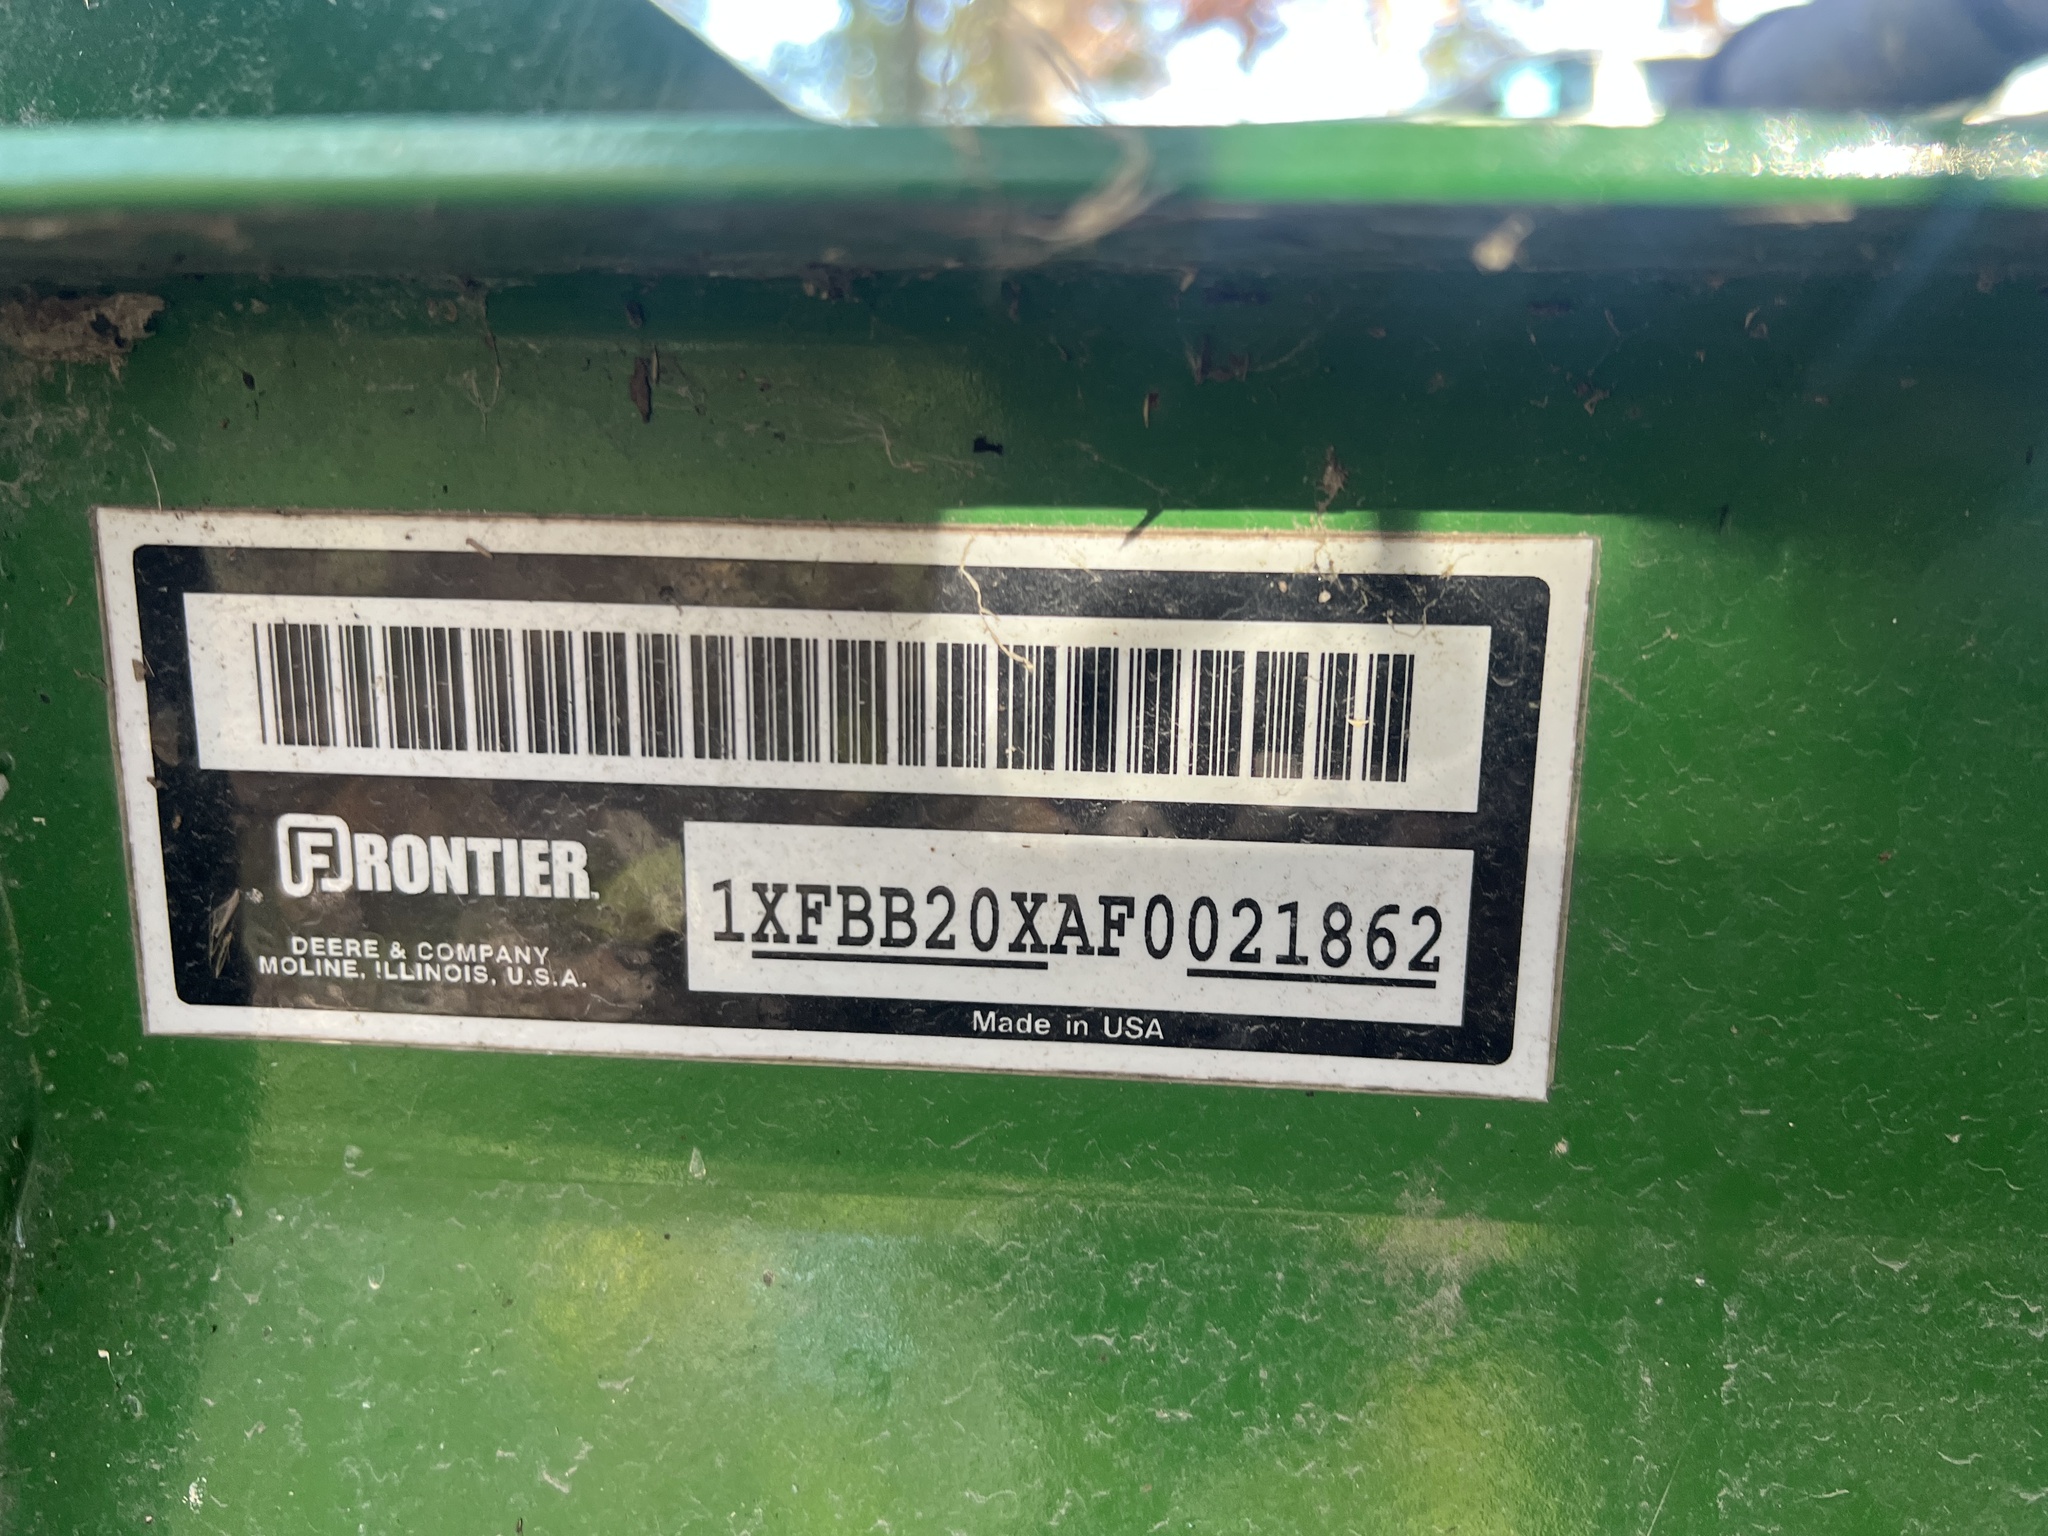 FRONTIER
DEERE & COMPANY
MOLINE, ILLINOIS, U.S.A.
1XFBB20XAF0021862
Made in USA